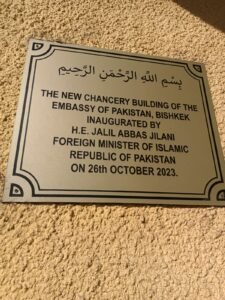 بِسْمِ اللهِ الرَّحْمٰنِ الرَّحِيْمِ
THE NEW CHANCERY BUILDING OF THE
EMBASSY OF PAKISTAN, BISHKEK
INAUGURATED BY
H.E. JALIL ABBAS JILANI
FOREIGN MINISTER OF ISLAMIC
REPUBLIC OF PAKISTAN
ON 26th OCTOBER 2023.